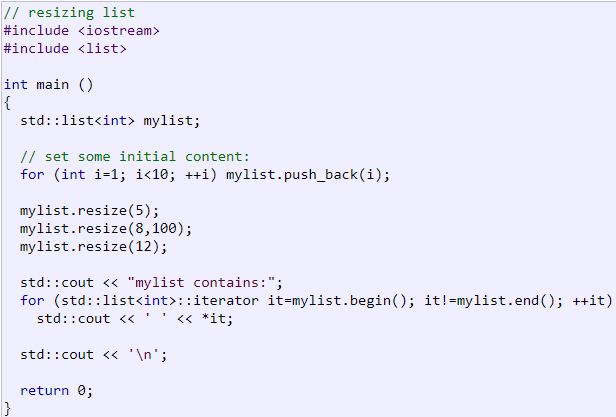 // resizing list
#include <iostream>
#include <list>

int main ()
{
  std::list<int> mylist;

  // set some initial content:
  for (int i=1; i<10; ++i) mylist.push_back(i);

  mylist.resize(5);
  mylist.resize(8,100);
  mylist.resize(12);

  std::cout << "mylist contains:";
  for (std::list<int>::iterator it=mylist.begin(); it!=mylist.end(); ++it)
    std::cout << ' ' << *it;

  std::cout << '\n';

  return 0;
}